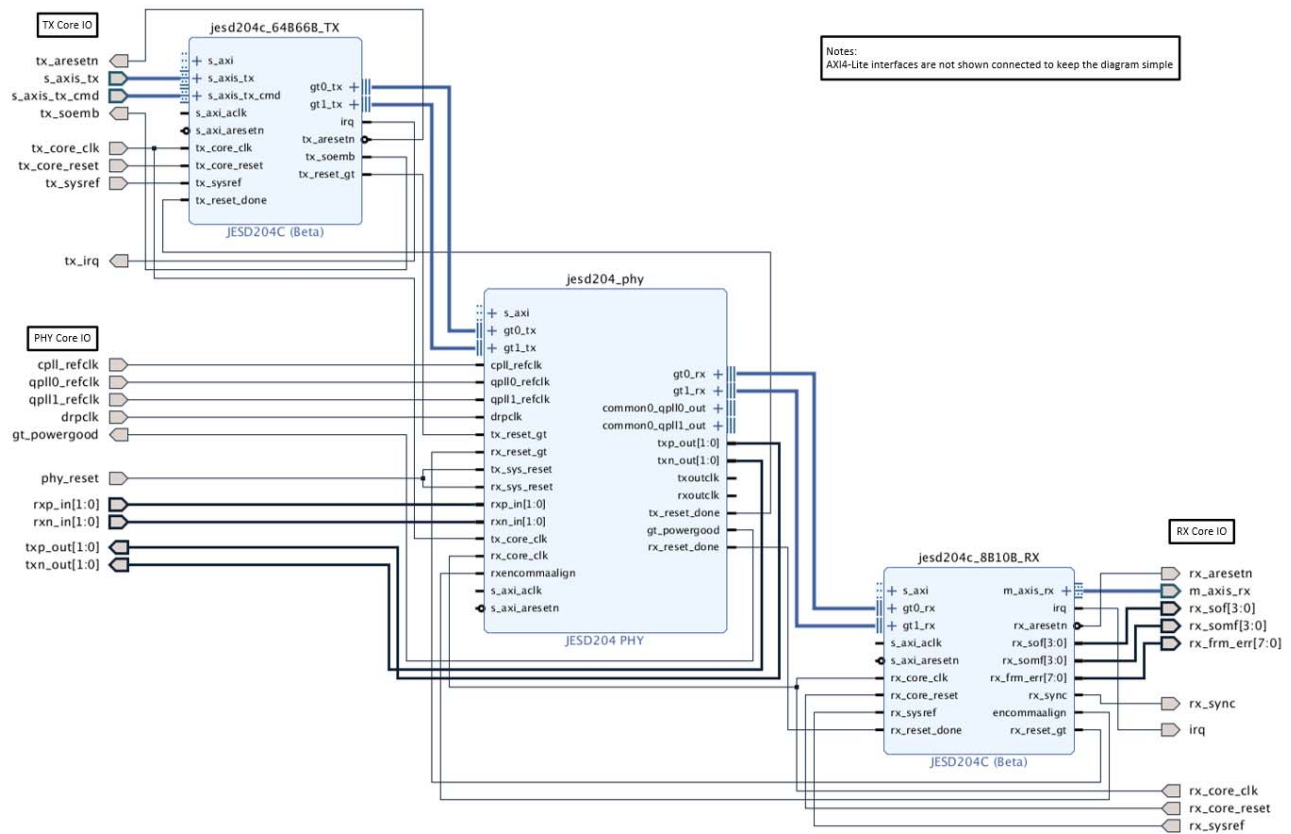 TX Core IO
jesd204c_64B66B_TX
tx_aresetn
s_axis_tx
s_axis_tx_cmd
tx_soemb
tx_core_clk
tx_core_reset
tx_sysref
tx_irq
s_axi
s_axis_tx
s_axis_tx_cmd
s_axi_aclk
s_axi_aresetn
tx_core_clk
tx_core_reset
tx_sysref
tx_reset_done
gt0_tx
gt1_tx
irq
tx_aresetn
tx_soemb
tx_reset_gt
JESD204C (Beta)
Notes:
AXI4-Lite interfaces are not shown connected to keep the diagram simple
PHY Core IO
cpll_refclk
qpll0_refclk
qpll1_refclk
drpclk
gt_powergood
phy_reset
rxp_in[1:0]
rxn_in[1:0]
txp_out[1:0]
txn_out[1:0]
jesd204_phy
s_axi
gt0_tx
gt1_tx
cpll_refclk
qpll0_refclk
qpll1_refclk
drpclk
tx_reset_gt
rx_reset_gt
tx_sys_reset
rx_sys_reset
rxp_in[1:0]
rxn_in[1:0]
tx_core_clk
rx_core_clk
rxencommaalign
s_axi_aclk
s_axi_aresetn
gt0_rx
gt1_rx
common0_qpll0_out
common0_qpll1_out
txp_out[1:0]
txn_out[1:0]
txoutclk
rxoutclk
tx_reset_done
gt_powergood
rx_reset_done
JESD204 PHY
RX Core IO
jesd204c_8B10B_RX
s_axi
gt0_rx
gt1_rx
s_axi_aclk
s_axi_aresetn
rx_core_clk
rx_core_reset
rx_sysref
rx_reset_done
m_axis_rx
irq
rx_aresetn
rx_sof[3:0]
rx_somf[3:0]
rx_frm_err[7:0]
rx_sync
encommaalign
rx_reset_gt
JESD204C (Beta)
rx_aresetn
m_axis_rx
rx_sof[3:0]
rx_somf[3:0]
rx_frm_err[7:0]
rx_sync
irq
rx_core_clk
rx_core_reset
rx_sysref